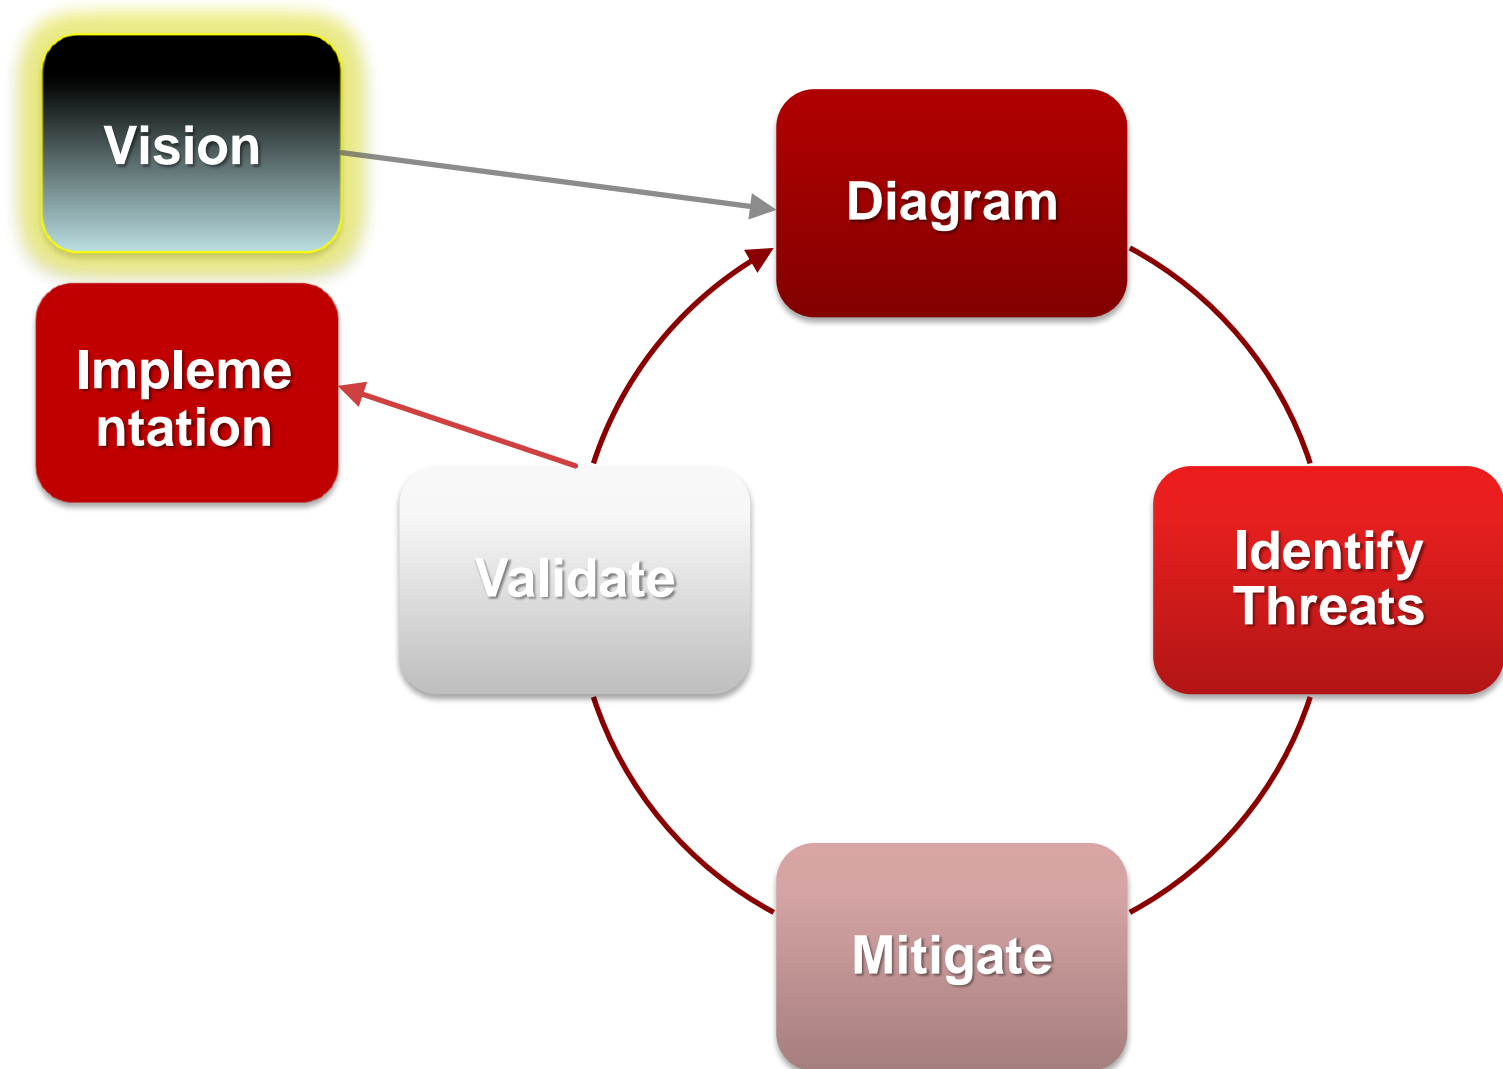 Vision
Diagram
Impleme
ntation
Validate
Identify
Threats
Mitigate